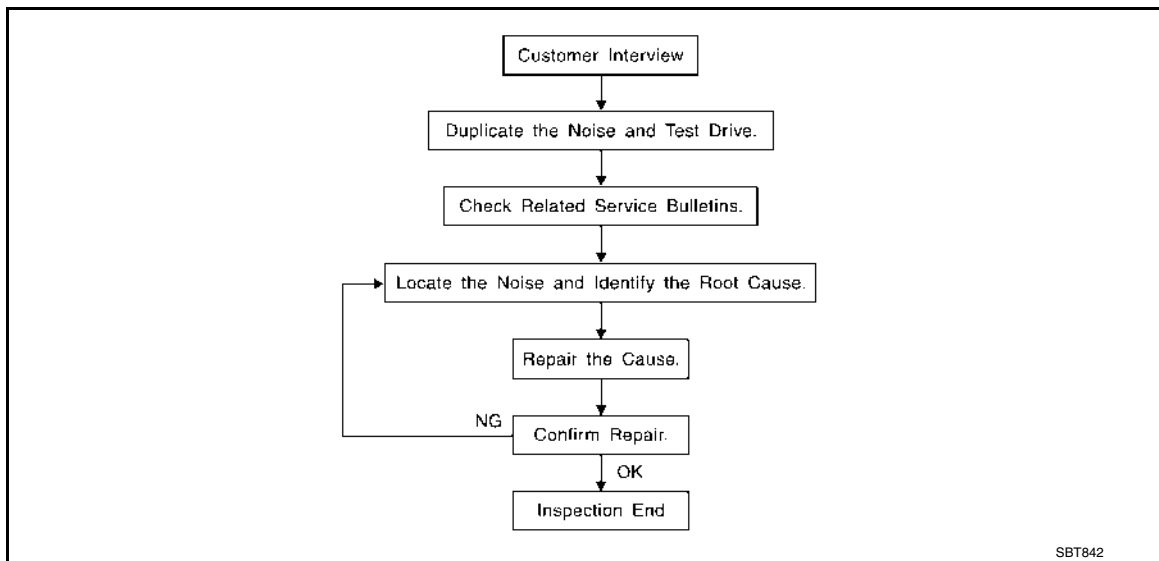 Customer Interview
Duplicate the Noise and Test Drive.
Check Related Service Bulletins.
Locate the Noise and Identify the Root Cause.
Repair the Cause.
NG
Confirm Repair.
OK
Inspection End
SBT842